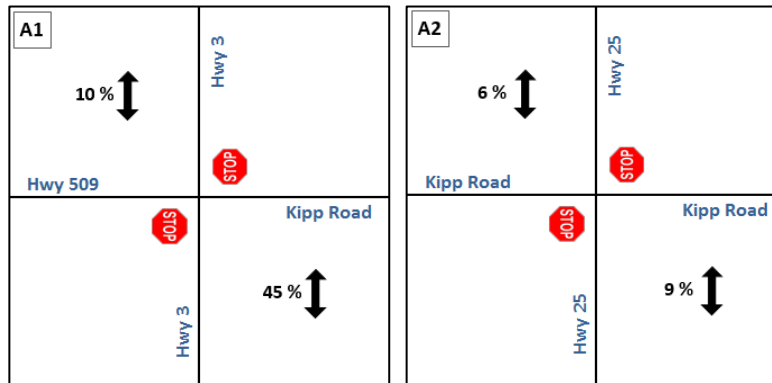 A1
Hwy 3
10 %
STOP
Hwy 509
Kipp Road
STOP
45 %
Hwy 3
A2
Hwy 25
6 %
STOP
Kipp Road
Kipp Road
STOP
9 %
Hwy 25